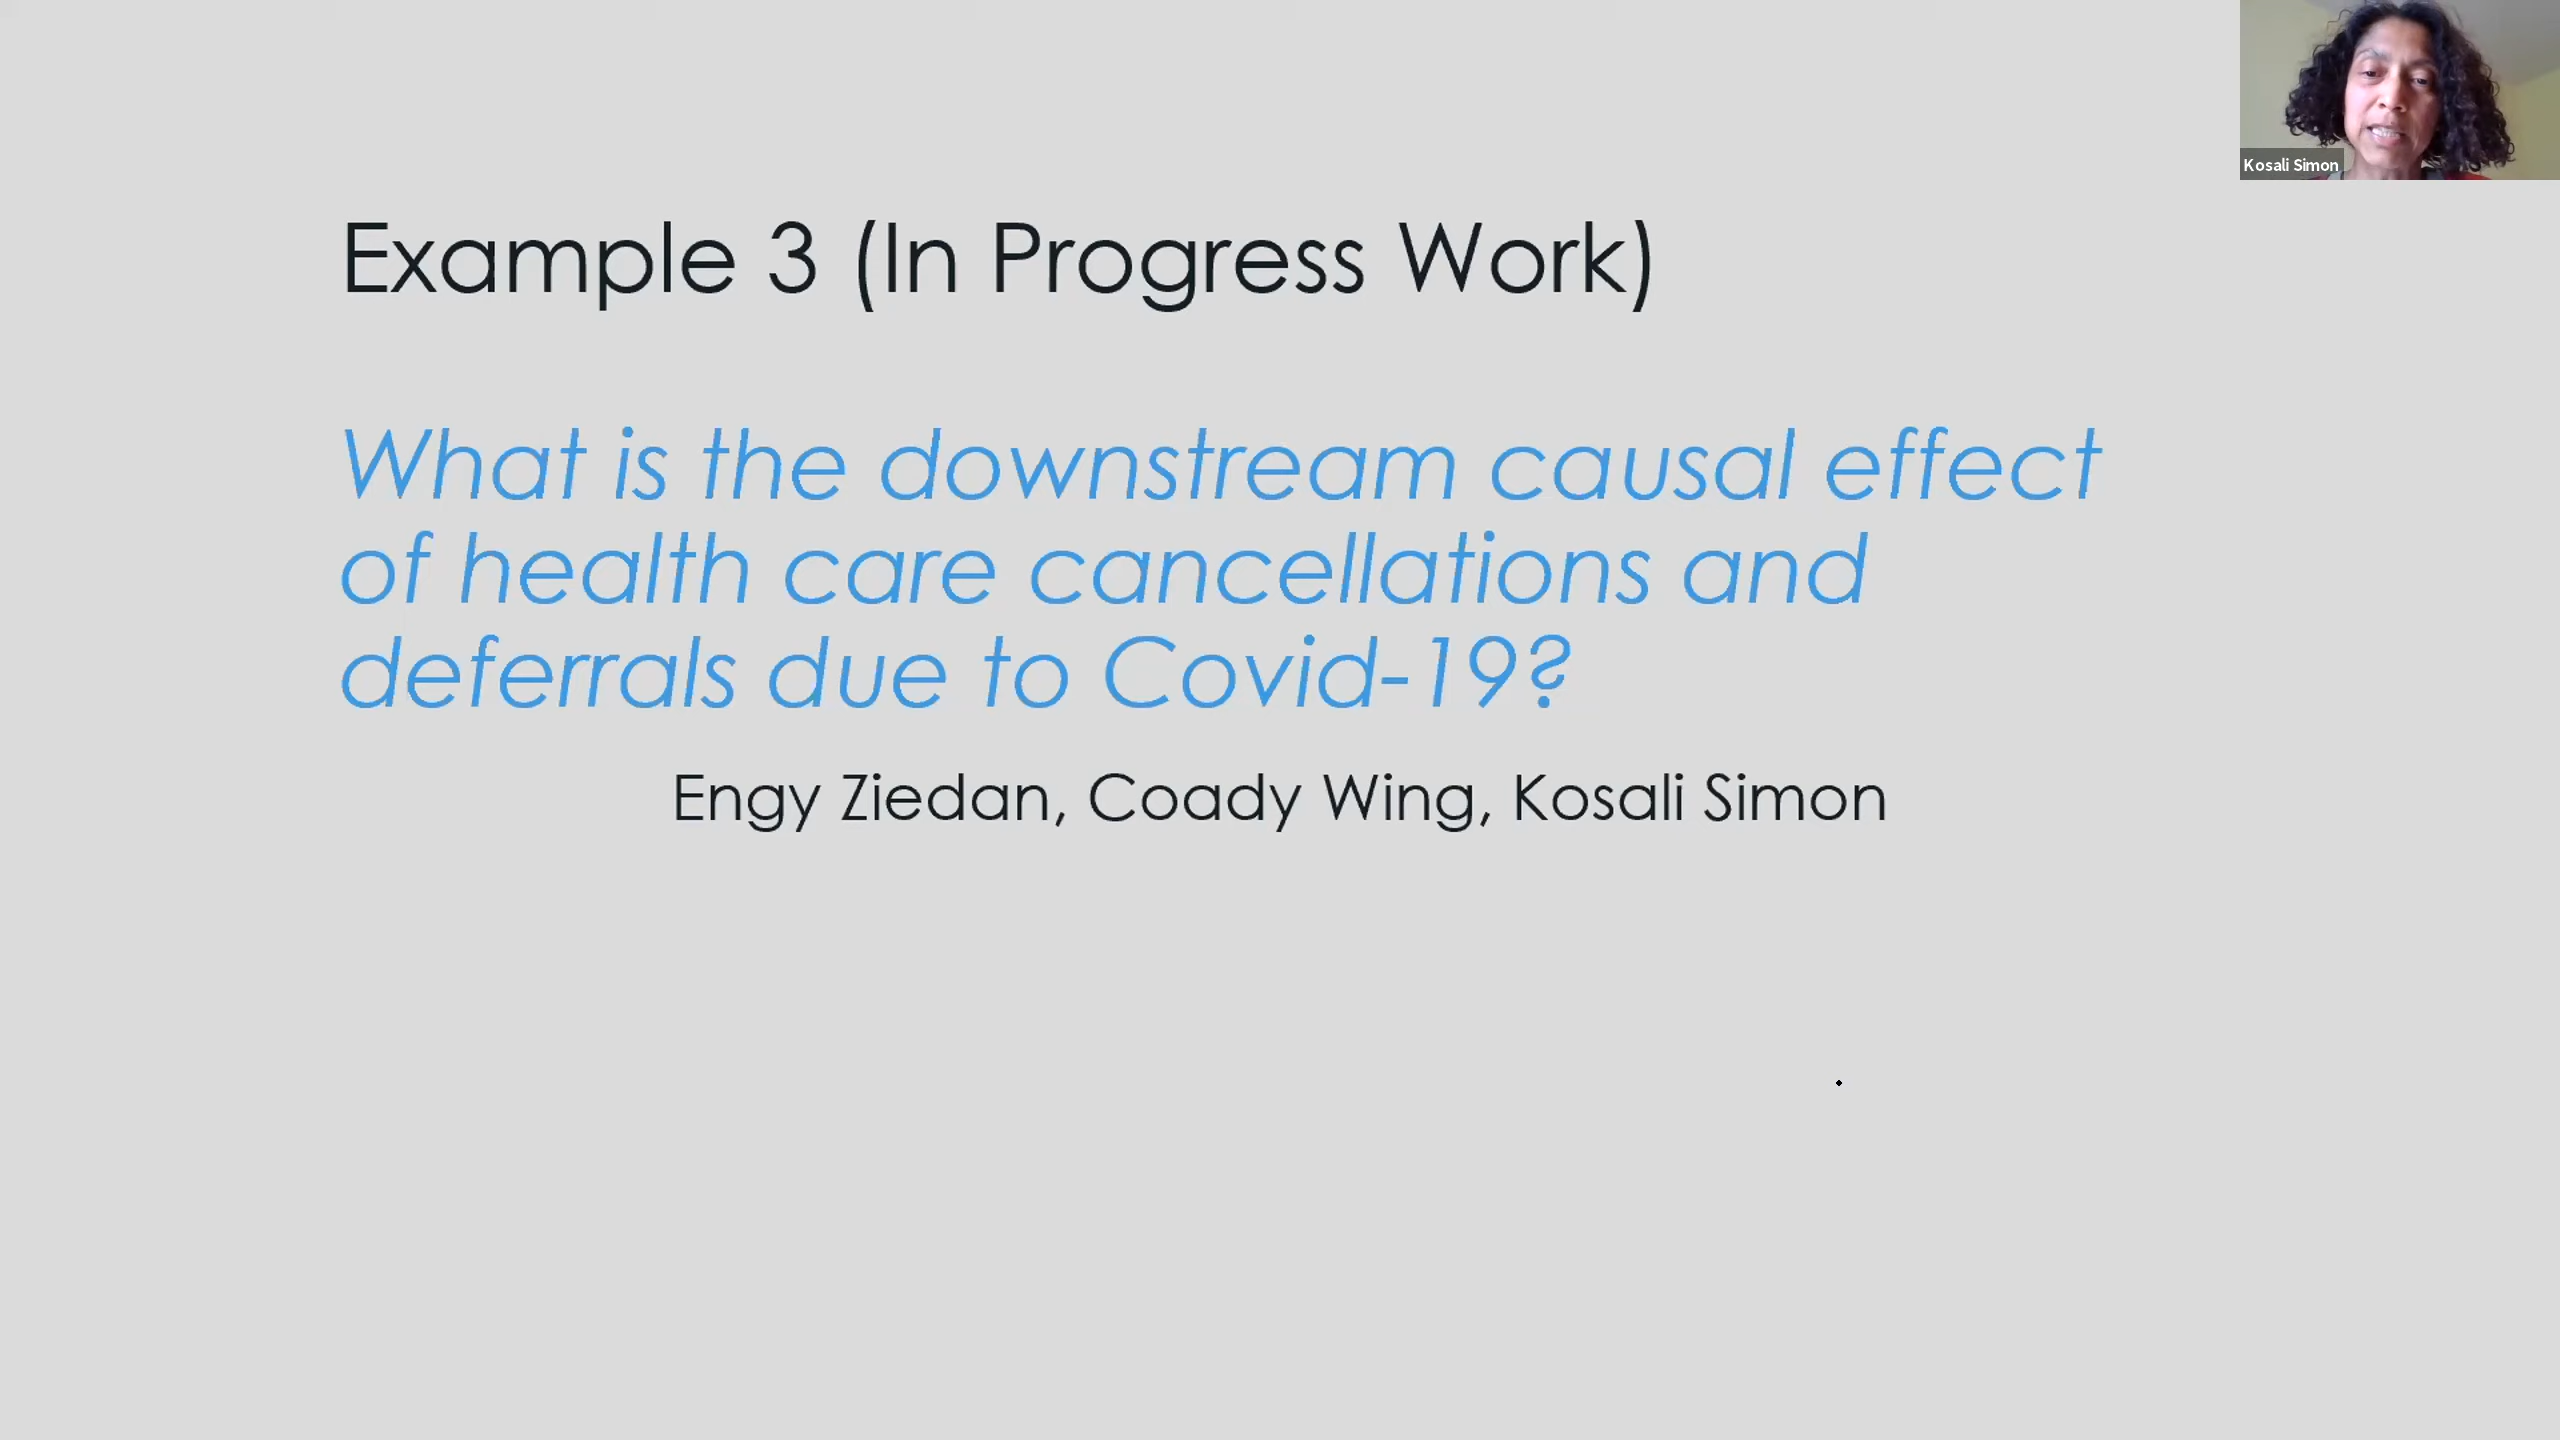 Kosali Simon
Example 3 (In Progress Work)
What is the downstream causal effect
of health care cancellations and
deferrals due to Covid-19?
Engy Ziedan, Coady Wing, Kosali Simon